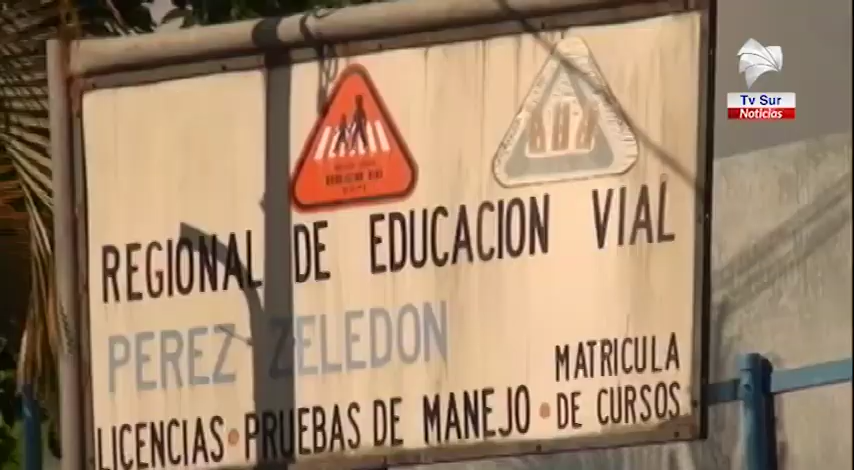 Tv Sur
Noticias
REGIONAL DE EDUCACION VIAL
PEREZ ZELEDON
LICENCIAS • PRUEBAS DE MANEJO • MATRICULA
DE CURSOS